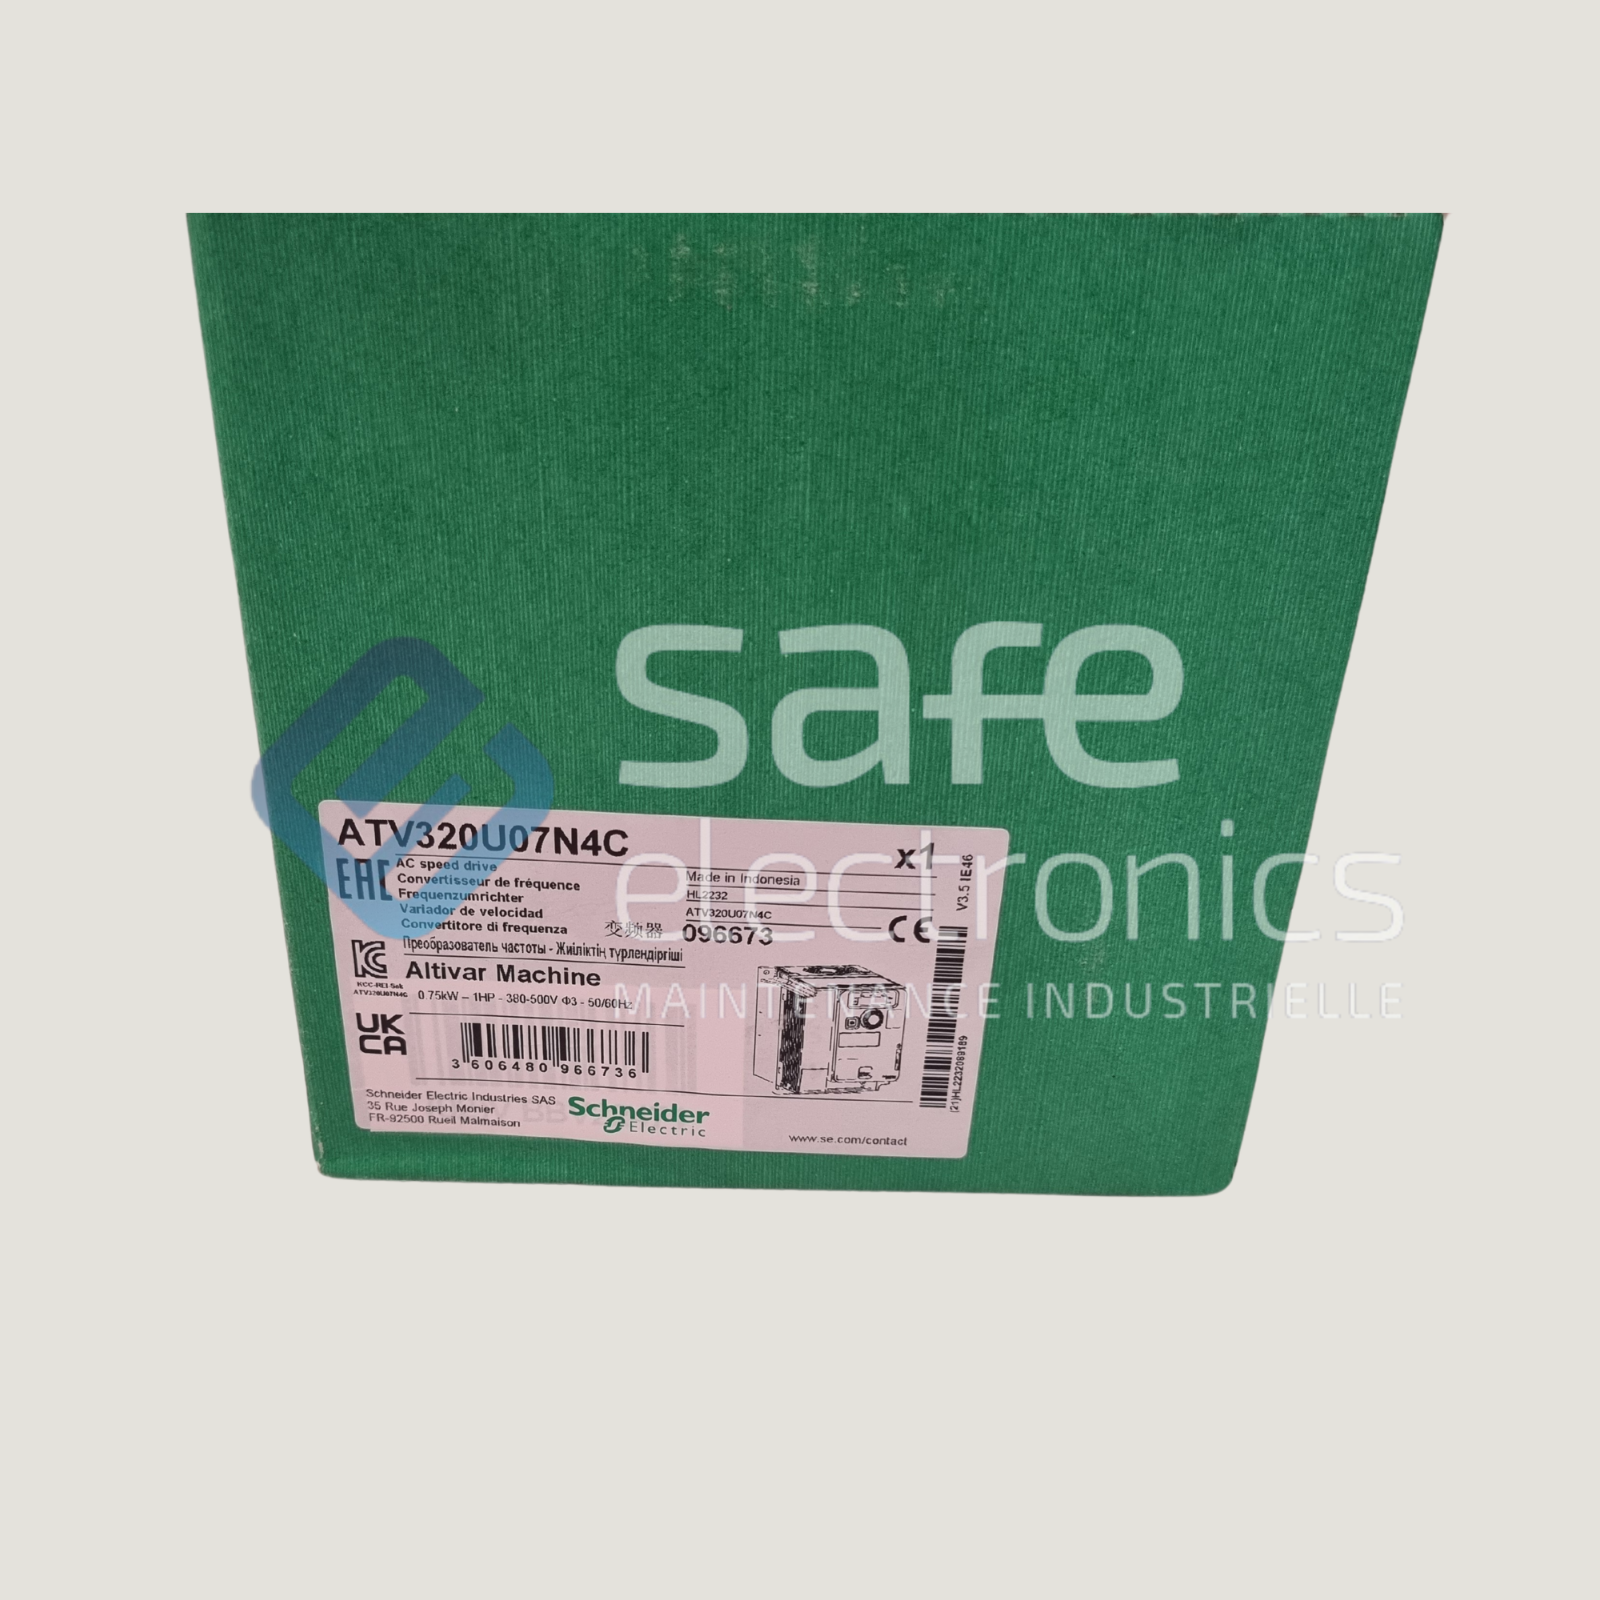 safe
electronics
MAINTENANCE INDUSTRIELLE
ATV320U07N4C
x1
EAC
AC speed drive
Convertisseur de fréquence
Frequenzumrichter
Variador de velocidad
Convertitore di frequenza
变频器
Преобразователь частоты - Жиіліктің түрлендіргіші
Made in Indonesia
HL2232
ATV320U07N4C
096673
CE
V3.5 IE46
Altivar Machine
ATV320U07N4C
0.75kW - 1HP - 380-500V Φ3 - 50/60Hz
UK
CA
3 606480 966736
(21)HL2232089189
Schneider Electric Industries SAS
35 Rue Joseph Monier
FR-92500 Rueil Malmaison
Schneider
Electric
www.se.com/contact